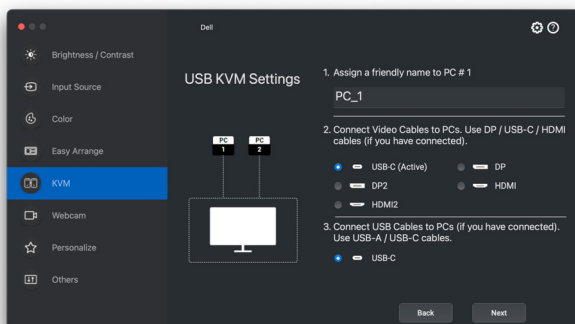 Dell
Brightness / Contrast
Input Source
Color
Easy Arrange
KVM
Webcam
Personalize
Others
USB KVM Settings
PC
1
PC
2
1. Assign a friendly name to PC # 1
PC_1
2. Connect Video Cables to PCs. Use DP / USB-C / HDMI
cables (if you have connected).
USB-C (Active)
DP
DP2
HDMI
HDMI2
3. Connect USB Cables to PCs (if you have connected).
Use USB-A / USB-C cables.
USB-C
Back
Next